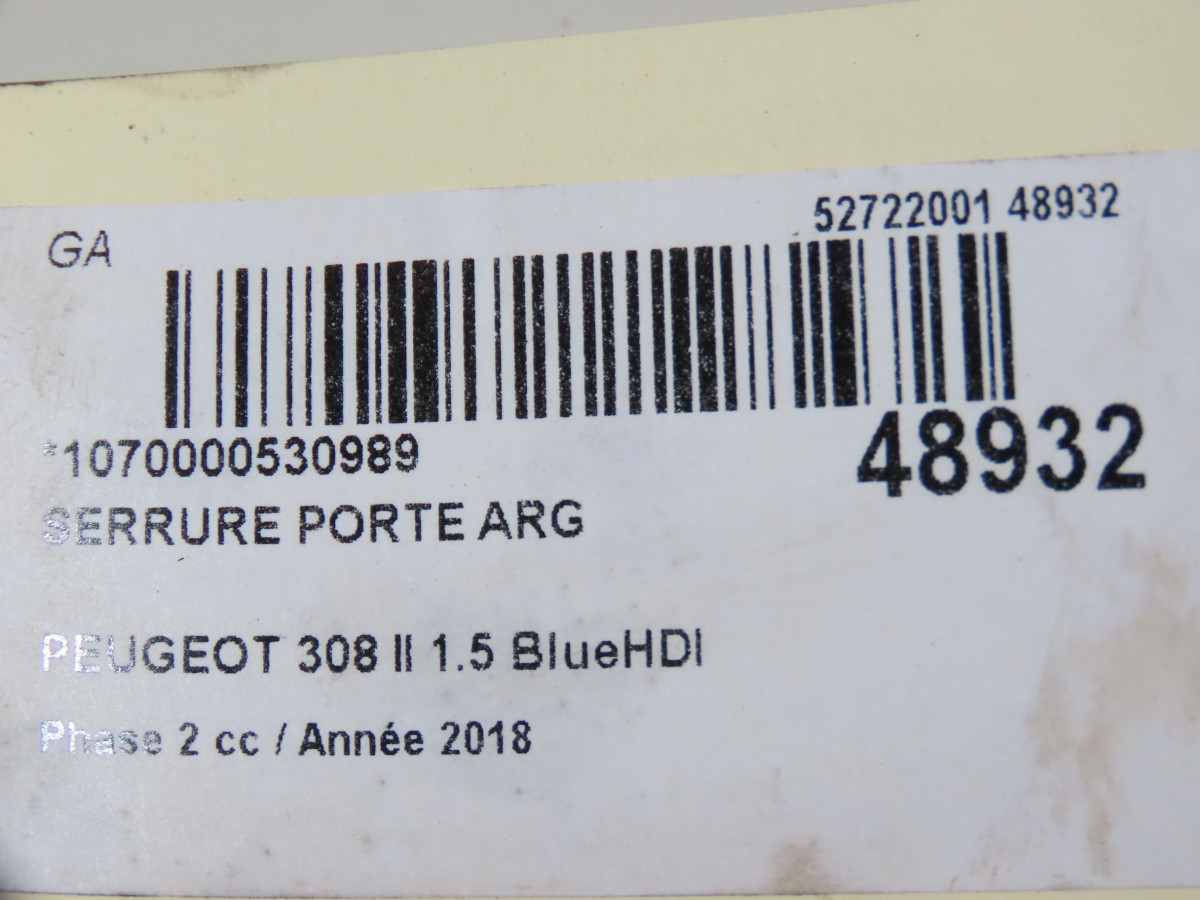 52722001 48932
GA
*1070000530989
48932
SERRURE PORTE ARG
PEUGEOT 308 II 1.5 BlueHDI
Phase 2 cc / Année 2018